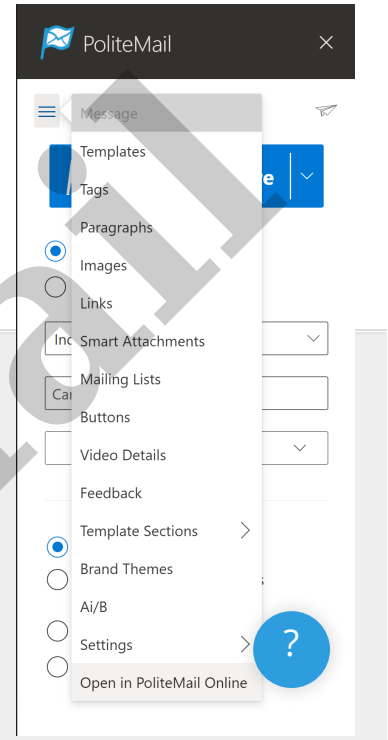 PoliteMail
Message
Templates
Tags
Paragraphs
Images
Links
Smart Attachments
Mailing Lists
Buttons
Video Details
Feedback
Template Sections
Brand Themes
Ai/B
Settings
?
Open in PoliteMail Online